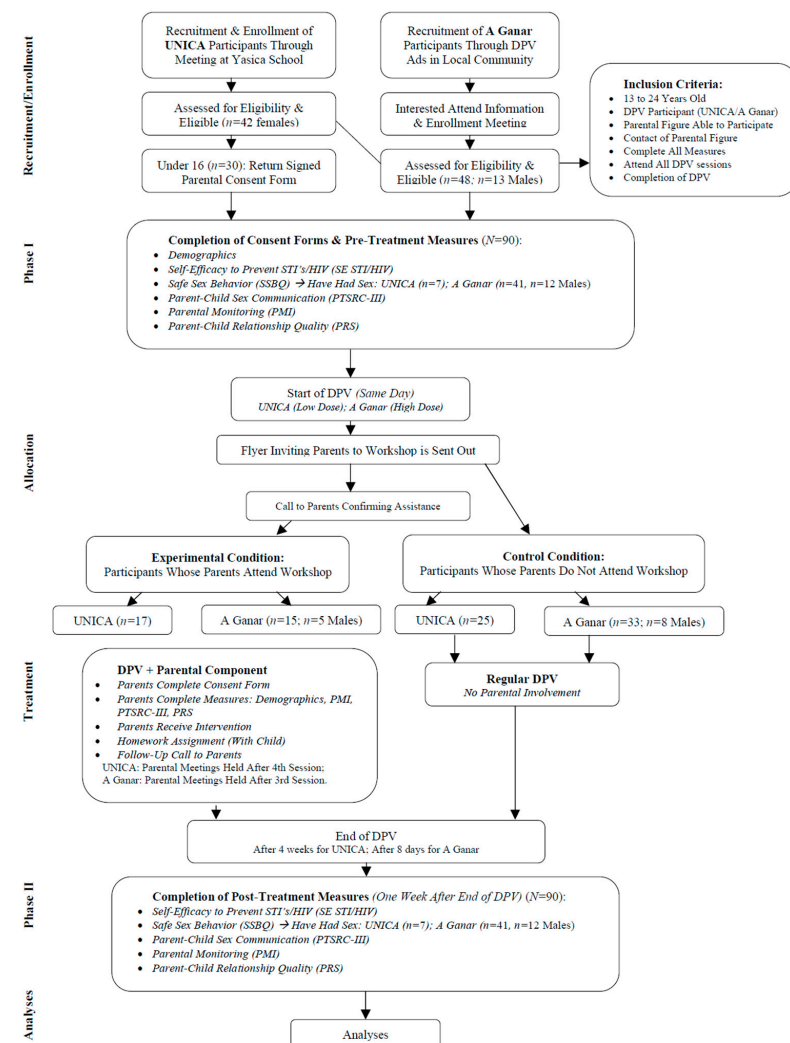 Recruitment/Enrollment
Recruitment & Enrollment of
UNICA Participants Through
Meeting at Yasica School
Recruitment of A Ganar
Participants Through DPV
Ads in Local Community
Assessed for Eligibility &
Eligible (n=42 females)
Interested Attend Information
& Enrollment Meeting
Under 16 (n=30): Return Signed
Parental Consent Form
Assessed for Eligibility &
Eligible (n=48; n=13 Males)
Inclusion Criteria:
• 13 to 24 Years Old
• DPV Participant (UNICA/A Ganar)
• Parental Figure Able to Participate
• Contact of Parental Figure
• Complete All Measures
• Attend All DPV sessions
• Completion of DPV
Phase I
Completion of Consent Forms & Pre-Treatment Measures (N=90):
• Demographics
• Self-Efficacy to Prevent STI's/HIV (SE STI/HIV)
• Safe Sex Behavior (SSBQ) → Have Had Sex: UNICA (n=7); A Ganar (n=41, n=12 Males)
• Parent-Child Sex Communication (PTSRC-III)
• Parental Monitoring (PMI)
• Parent-Child Relationship Quality (PRS)
Allocation
Start of DPV (Same Day)
UNICA (Low Dose); A Ganar (High Dose)
Flyer Inviting Parents to Workshop is Sent Out
Call to Parents Confirming Assistance
Experimental Condition:
Participants Whose Parents Attend Workshop
Control Condition:
Participants Whose Parents Do Not Attend Workshop
UNICA (n=17)
A Ganar (n=15; n=5 Males)
UNICA (n=25)
A Ganar (n=33; n=8 Males)
Treatment
DPV + Parental Component
• Parents Complete Consent Form
• Parents Complete Measures: Demographics, PMI,
PTSRC-III, PRS
• Parents Receive Intervention
• Homework Assignment (With Child)
• Follow-Up Call to Parents
UNICA: Parental Meetings Held After 4th Session;
A Ganar: Parental Meetings Held After 3rd Session.
Regular DPV
No Parental Involvement
End of DPV
After 4 weeks for UNICA; After 8 days for A Ganar
Phase II
Completion of Post-Treatment Measures (One Week After End of DPV) (N=90):
• Self-Efficacy to Prevent STI's/HIV (SE STI/HIV)
• Safe Sex Behavior (SSBQ) → Have Had Sex: UNICA (n=7); A Ganar (n=41, n=12 Males)
• Parent-Child Sex Communication (PTSRC-III)
• Parental Monitoring (PMI)
• Parent-Child Relationship Quality (PRS)
Analyses
Analyses